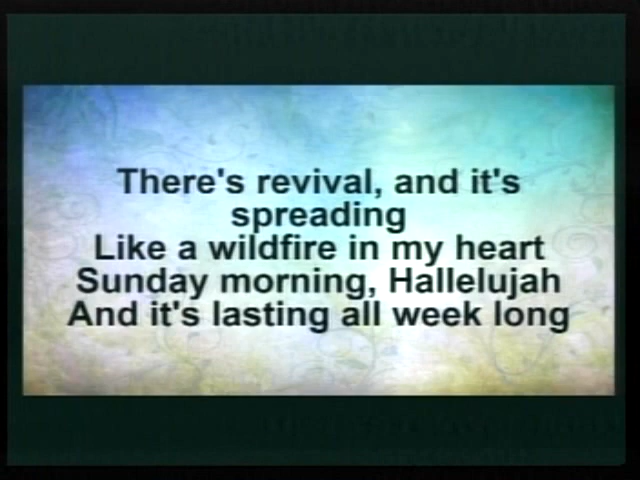 There's revival, and it's
spreading
Like a wildfire in my heart
Sunday morning, Hallelujah
And it's lasting all week long